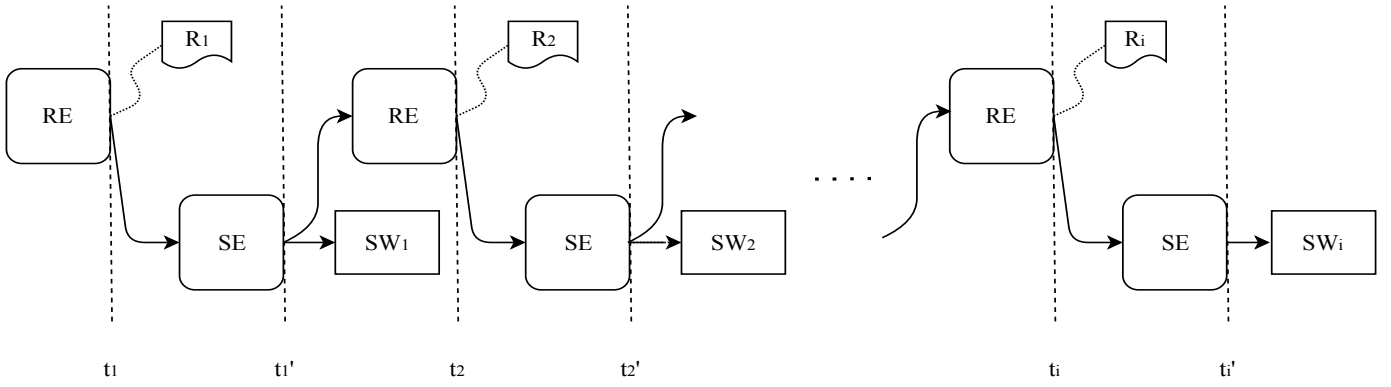 R₁
R₂
Rᵢ
RE
RE
RE
. . . .
SE
SW₁
SE
SW₂
SE
SWᵢ
t₁
t₁'
t₂
t₂'
tᵢ
tᵢ'